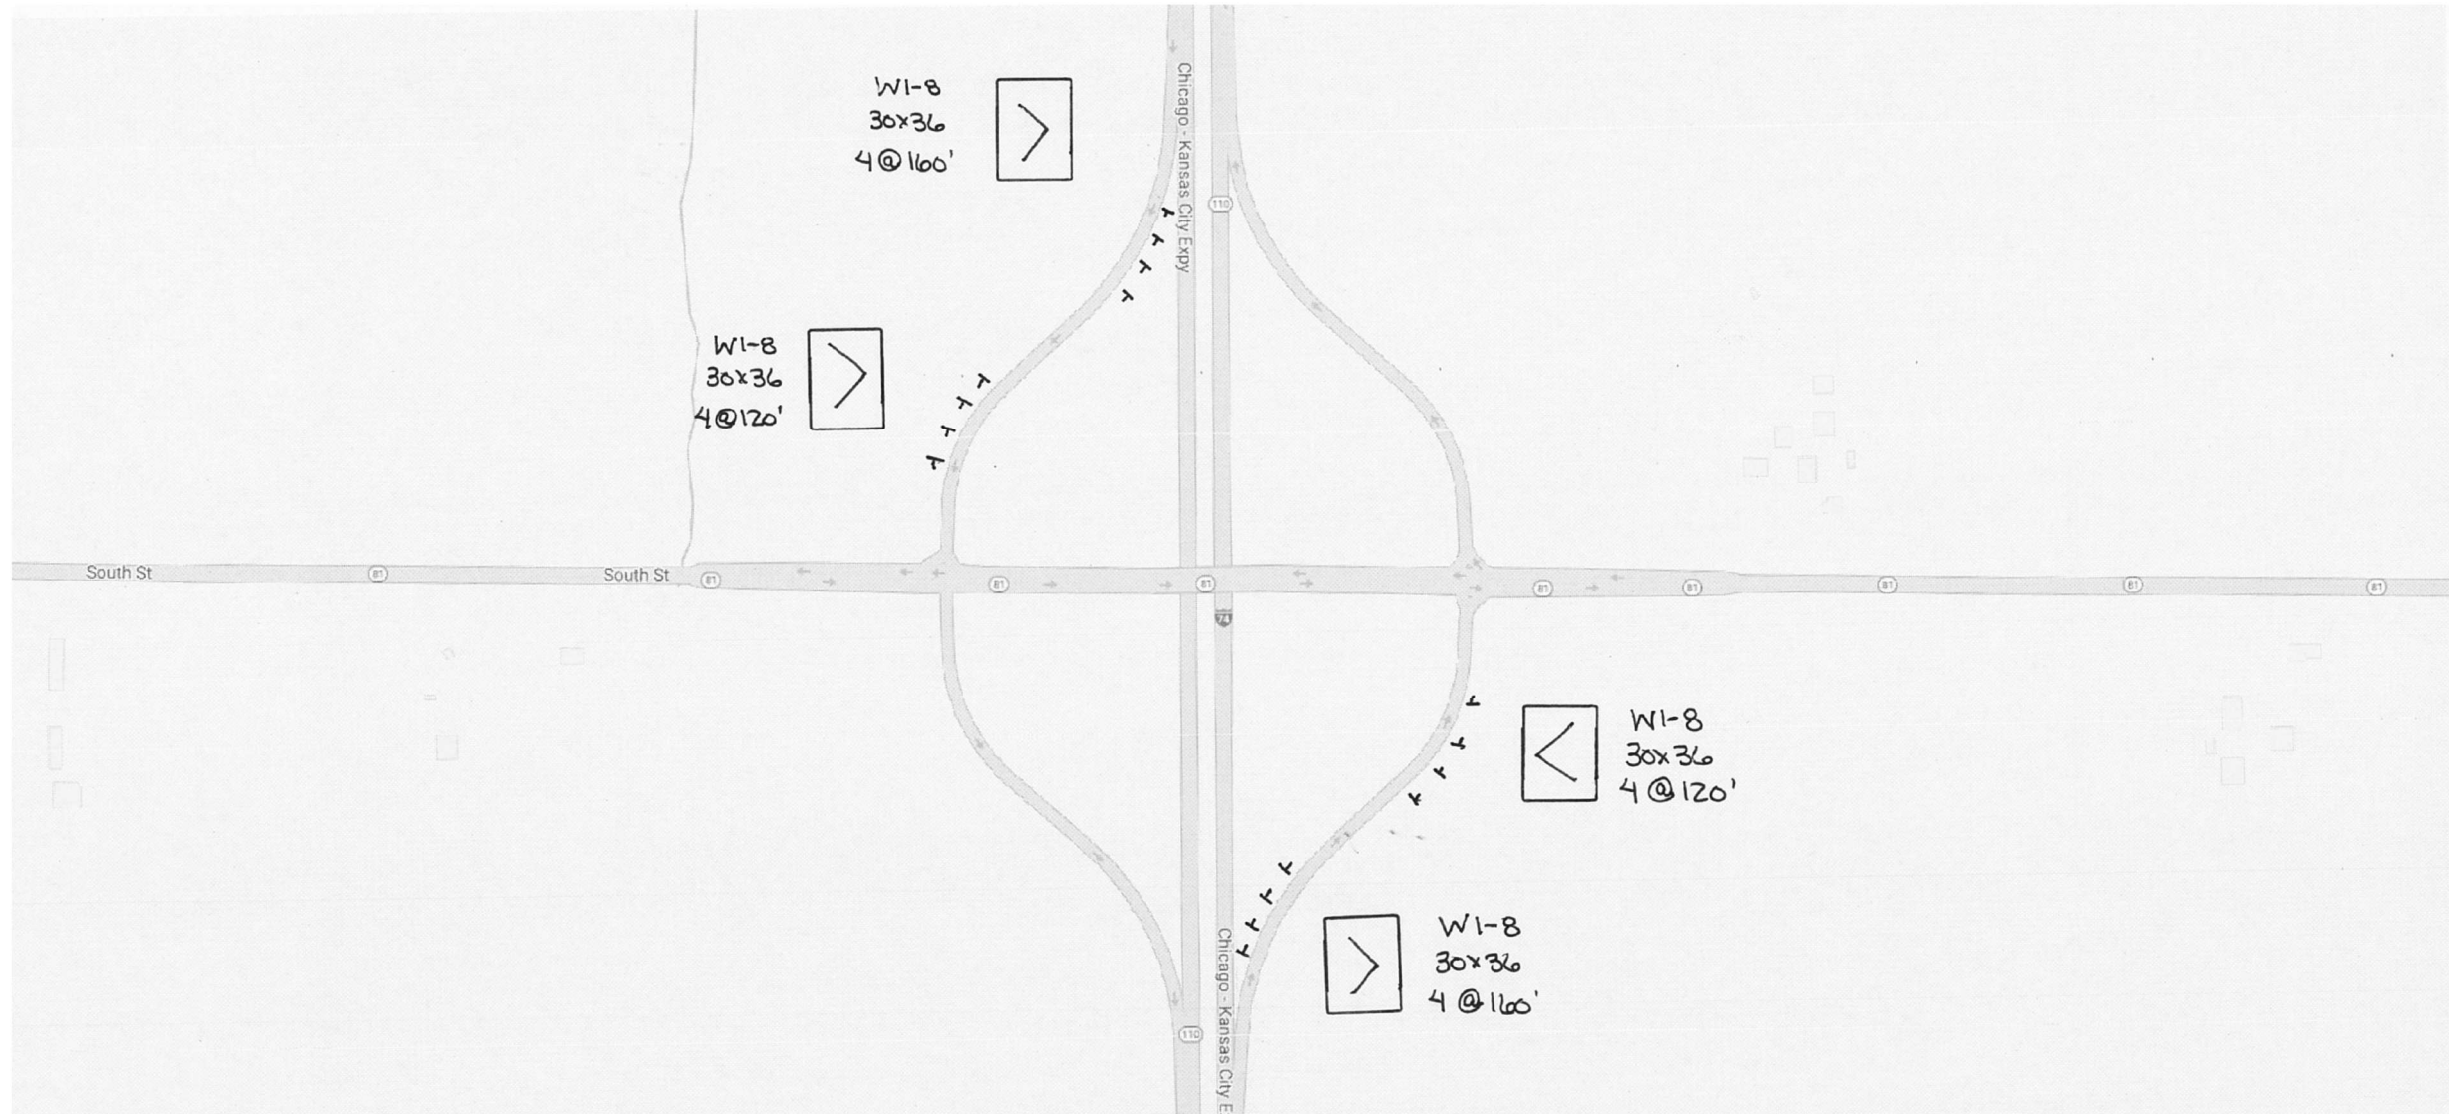 W1-8
30x36
4@160'
Chicago - Kansas City Expy
110
W1-8
30x36
4@120'
South St
81
South St
81
81
81
81
81
81
81
81
74
W1-8
30x36
4@120'
W1-8
30x36
4@160'
Chicago - Kansas City E
110